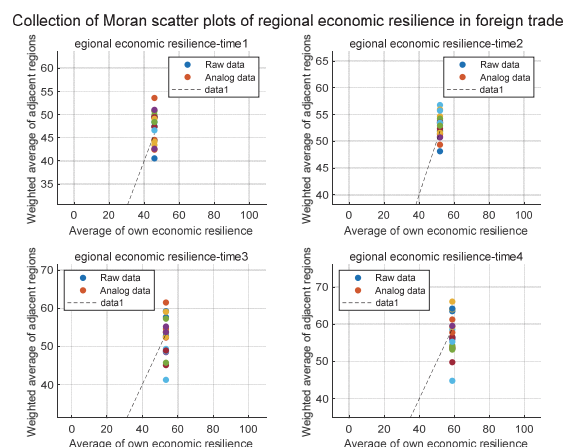 Collection of Moran scatter plots of regional economic resilience in foreign trade
egional economic resilience-time1
Weighted average of adjacent regions
60
55
50
45
40
35
Raw data
Analog data
data1
0 20 40 60 80 100
Average of own economic resilience
egional economic resilience-time2
Weighted average of adjacent regions
65
60
55
50
45
40
Raw data
Analog data
data1
0 20 40 60 80 100
Average of own economic resilience
egional economic resilience-time3
Weighted average of adjacent regions
70
60
50
40
Raw data
Analog data
data1
0 20 40 60 80 100
Average of own economic resilience
egional economic resilience-time4
Weighted average of adjacent regions
70
60
50
40
Raw data
Analog data
data1
0 20 40 60 80 100
Average of own economic resilience